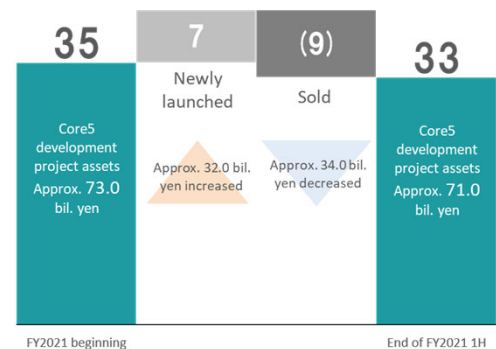 35
Core5
development
project assets
Approx. 73.0
bil. yen
FY2021 beginning
7
Newly
launched
Approx. 32.0 bil.
yen increased
(9)
Sold
Approx. 34.0 bil.
yen decreased
33
Core5
development
project assets
Approx. 71.0
bil. yen
End of FY2021 1H